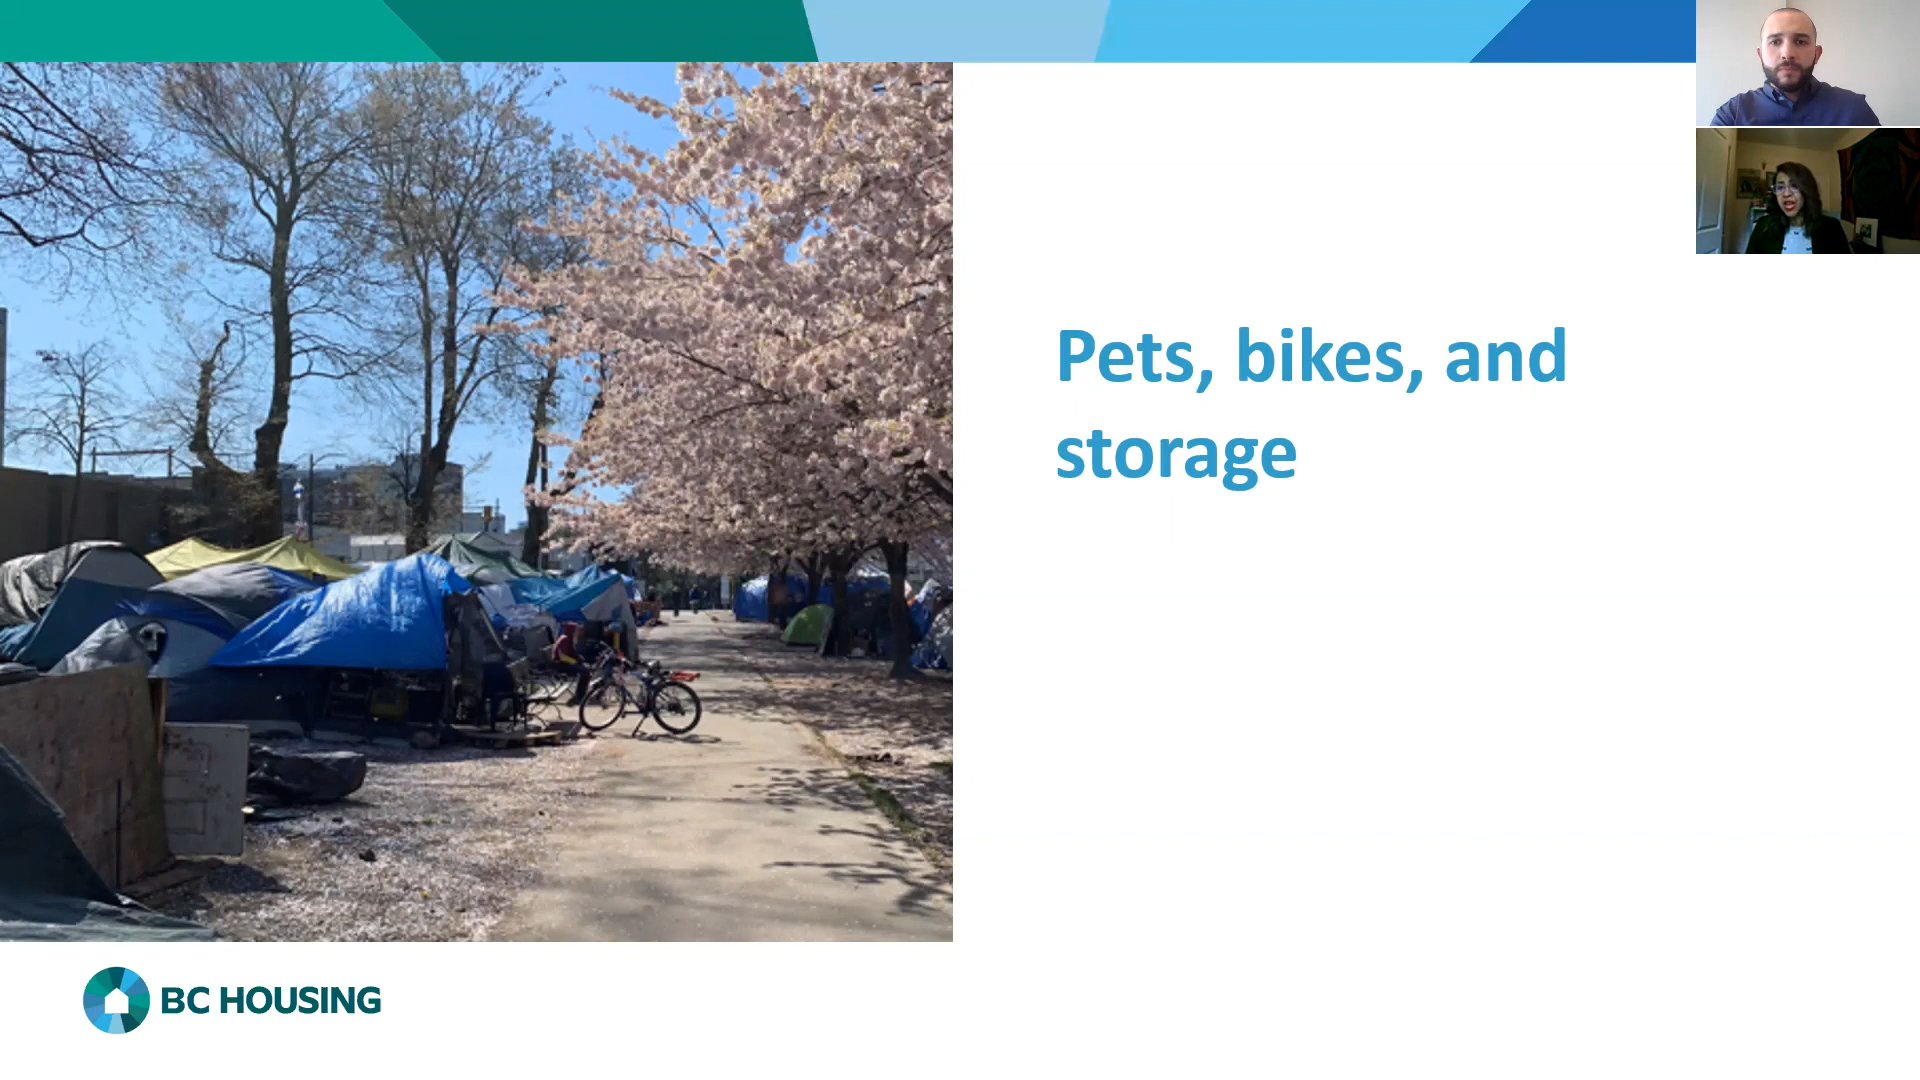 Pets, bikes, and
storage
BC HOUSING